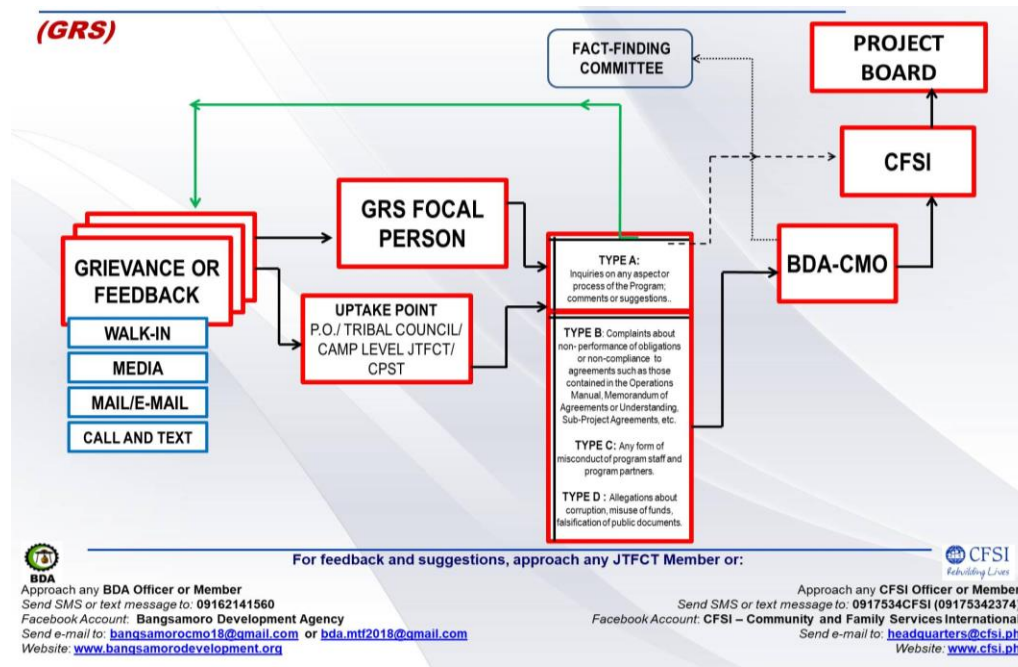 (GRS)
FACT-FINDING
COMMITTEE
PROJECT
BOARD
CFSI
GRS FOCAL
PERSON
GRIEVANCE OR
FEEDBACK
WALK-IN
MEDIA
MAIL/E-MAIL
CALL AND TEXT
UPTAKE POINT
P.O./ TRIBAL COUNCIL/
CAMP LEVEL JTFCT/
CPST
TYPE A:
Inquiries on any aspect or
process of the Program;
comments or suggestions..
TYPE B: Complaints about
non- performance of obligations
or non-compliance to
agreements such as those
contained in the Operations
Manual, Memorandum of
Agreements or Understanding,
Sub-Project Agreements, etc.
TYPE C: Any form of
misconduct of program staff and
program partners.
TYPE D : Allegations about
corruption, misuse of funds,
falsification of public documents.
BDA-CMO
For feedback and suggestions, approach any JTFCT Member or:
BDA
Approach any BDA Officer or Member
Send SMS or text message to: 09162141560
Facebook Account: Bangsamoro Development Agency
Send e-mail to: bangsamorocmo18@gmail.com or bda.mtf2018@gmail.com
Website: www.bangsamorodevelopment.org
CFSI
Rebuilding Lives
Approach any CFSI Officer or Member
Send SMS or text message to: 0917534CFSI (09175342374)
Facebook Account: CFSI – Community and Family Services International
Send e-mail to: headquarters@cfsi.ph
Website: www.cfsi.ph